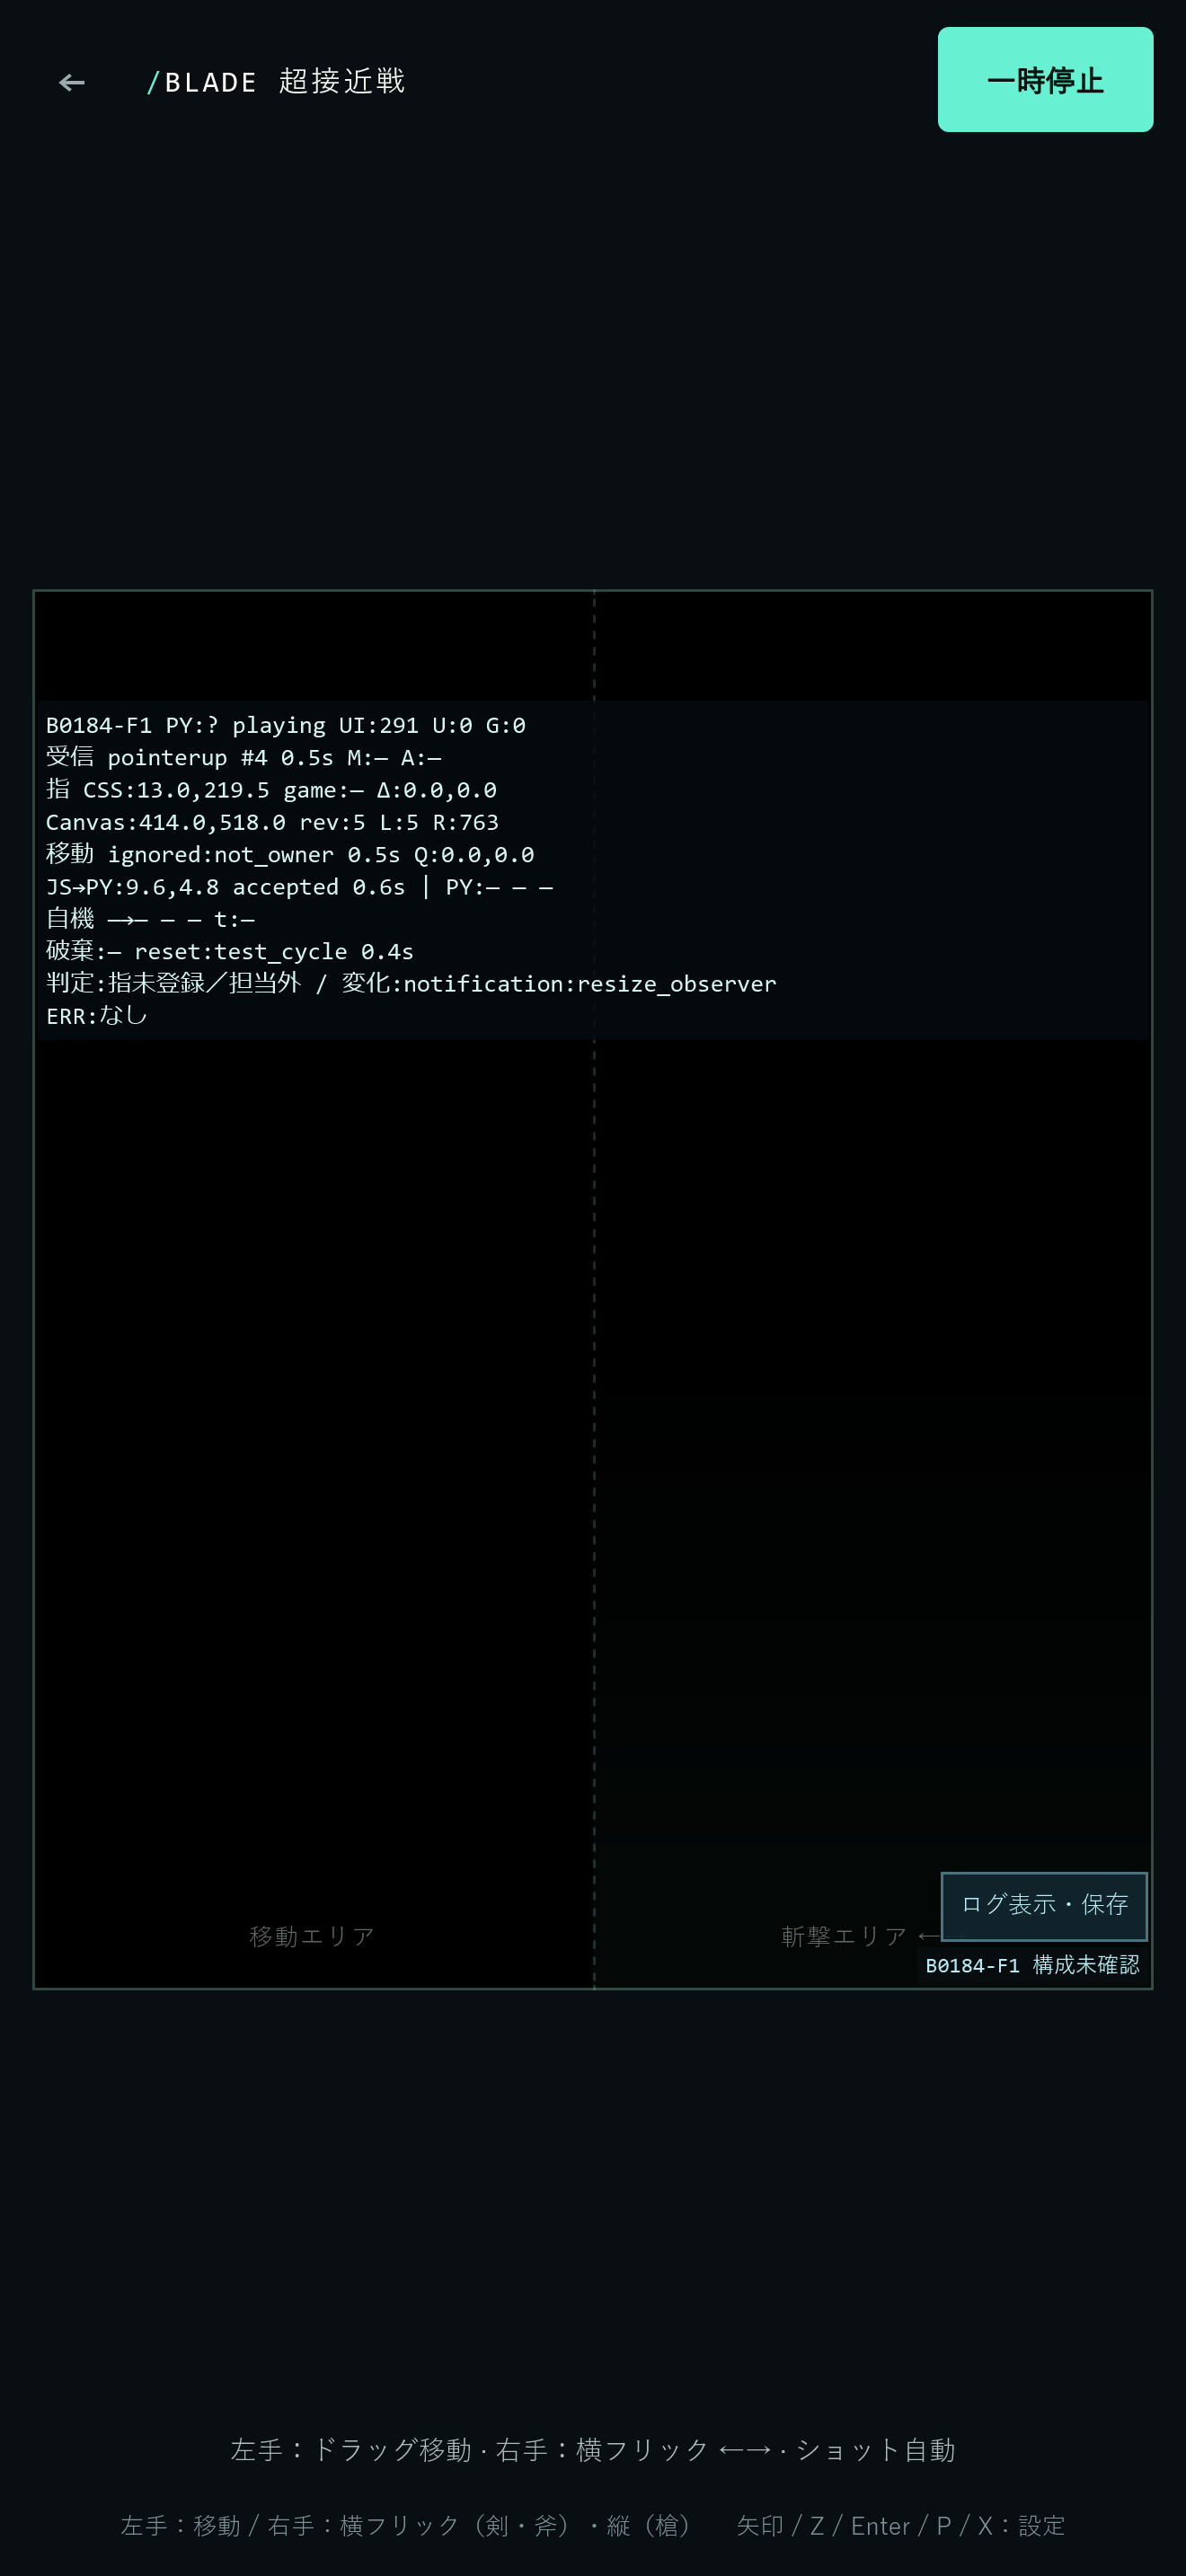 ← /BLADE 超接近戦
一時停止
B0184-F1 PY:? playing UI:291 U:0 G:0
受信 pointerup #4 0.5s M:— A:—
指 CSS:13.0,219.5 game:— Δ:0.0,0.0
Canvas:414.0,518.0 rev:5 L:5 R:763
移動 ignored:not_owner 0.5s Q:0.0,0.0
JS→PY:9.6,4.8 accepted 0.6s | PY:— — —
自機 —→— — — t:—
破棄:— reset:test_cycle 0.4s
判定:指未登録／担当外 / 変化:notification:resize_observer
ERR:なし
ログ表示・保存
移動エリア
斬撃エリア ←
B0184-F1 構成未確認
左手：ドラッグ移動 · 右手：横フリック ←→ · ショット自動
左手：移動 / 右手：横フリック（剣・斧）・縦（槍） 矢印 / Z / Enter / P / X：設定